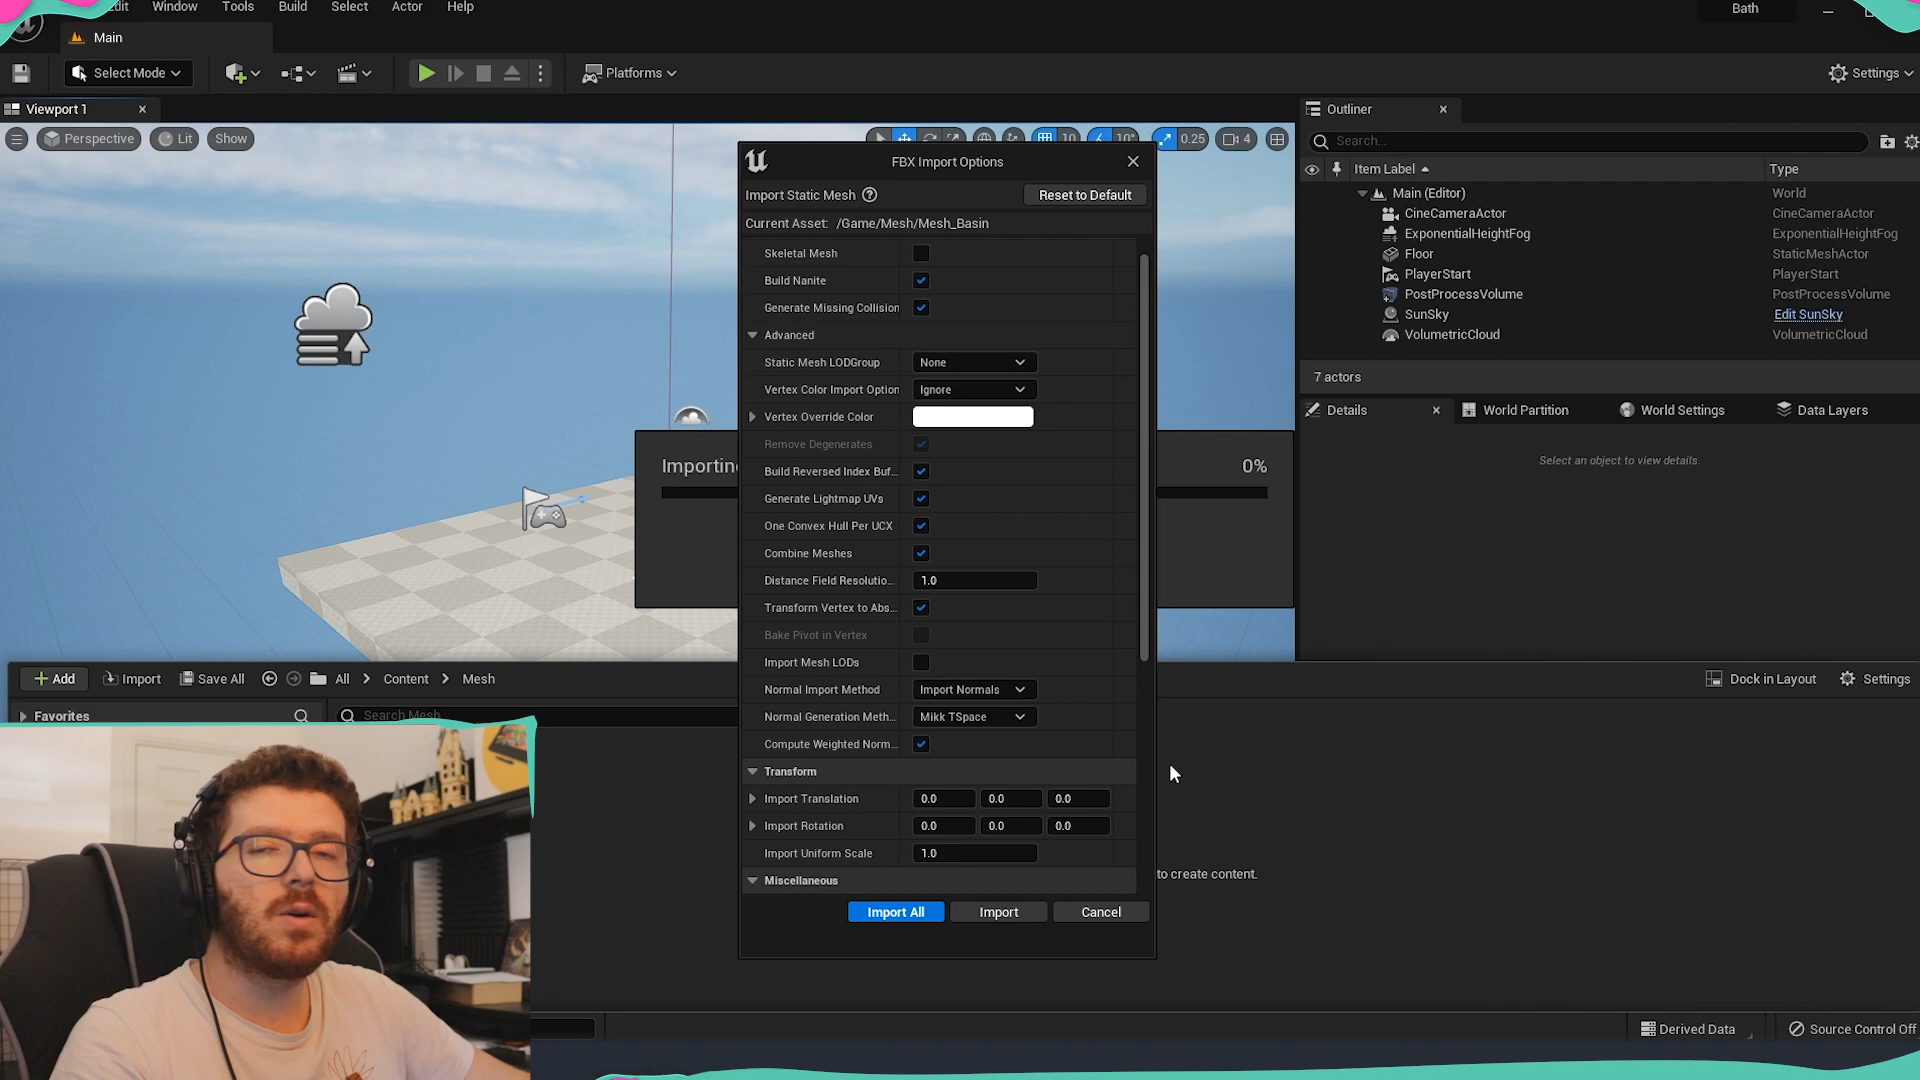 Window Tools Build Select Actor Help
Bath
Main
Select Mode
Platforms
Settings
Viewport 1
Perspective
Lit
Show
10
10°
0.25
4
Outliner
Search...
Item Label
Type
Main (Editor) World
CineCameraActor CineCameraActor
ExponentialHeightFog ExponentialHeightFog
Floor StaticMeshActor
PlayerStart PlayerStart
PostProcessVolume PostProcessVolume
SunSky Edit SunSky
VolumetricCloud VolumetricCloud
7 actors
Details World Partition World Settings Data Layers
Select an object to view details.
FBX Import Options
Import Static Mesh
Reset to Default
Current Asset: /Game/Mesh/Mesh_Basin
Skeletal Mesh
Build Nanite
Generate Missing Collision
Advanced
Static Mesh LODGroup None
Vertex Color Import Option Ignore
Vertex Override Color
Remove Degenerates
Build Reversed Index Buf...
Generate Lightmap UVs
One Convex Hull Per UCX
Combine Meshes
Distance Field Resolutio... 1.0
Transform Vertex to Abs...
Bake Pivot in Vertex
Import Mesh LODs
Normal Import Method Import Normals
Normal Generation Meth... Mikk TSpace
Compute Weighted Norm...
Transform
Import Translation 0.0 0.0 0.0
Import Rotation 0.0 0.0 0.0
Import Uniform Scale 1.0
Miscellaneous
Import All Import Cancel
0%
Add Import Save All All Content Mesh
Dock in Layout Settings
Favorites
Search Mesh
to create content.
Derived Data Source Control Off